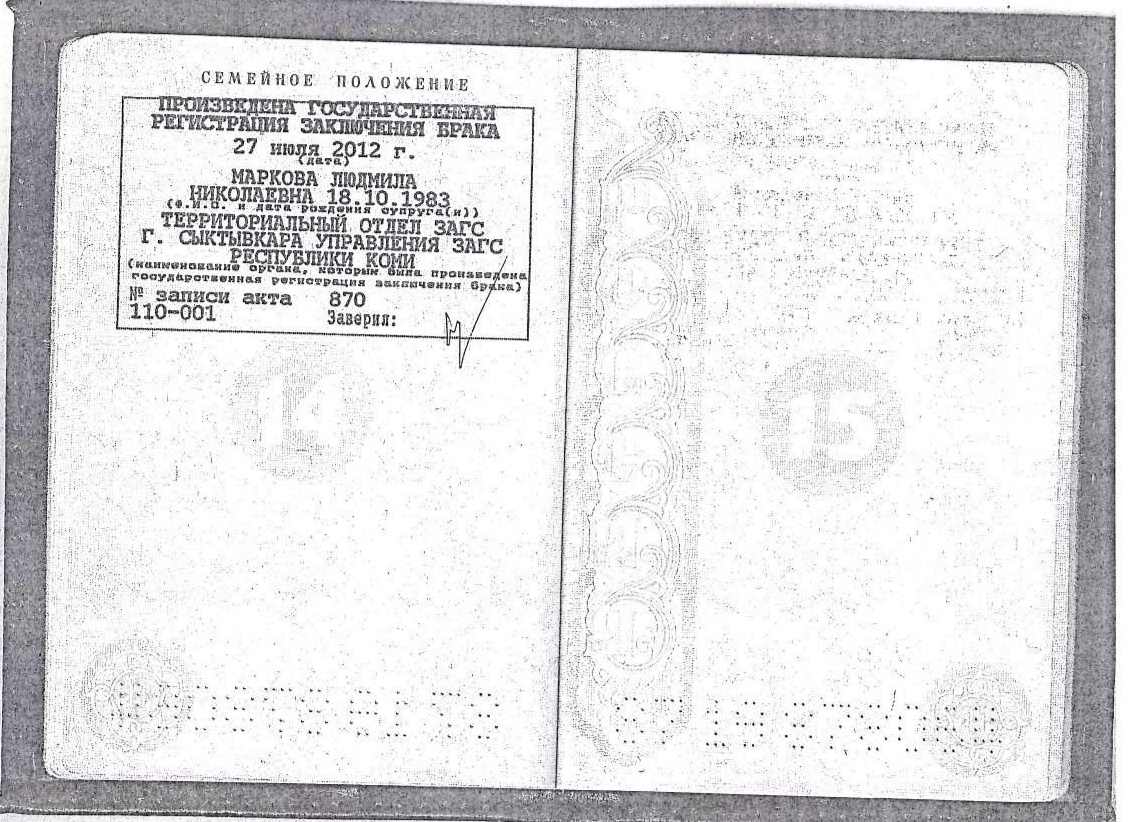 СЕМЕЙНОЕ ПОЛОЖЕНИЕ
ПРОИЗВЕДЕНА ГОСУДАРСТВЕННАЯ
РЕГИСТРАЦИЯ ЗАКЛЮЧЕНИЯ БРАКА
27 июля 2012 г.
(дата)
МАРКОВА ЛЮДМИЛА
НИКОЛАЕВНА 18.10.1983
(ф.и.о. и дата рождения супруга(и))
ТЕРРИТОРИАЛЬНЫЙ ОТДЕЛ ЗАГС
Г. СЫКТЫВКАРА УПРАВЛЕНИЯ ЗАГС
РЕСПУБЛИКИ КОМИ
(наименование органа, которым была произведена
государственная регистрация заключения брака)
№ записи акта 870
110-001 Заверил:
14
15